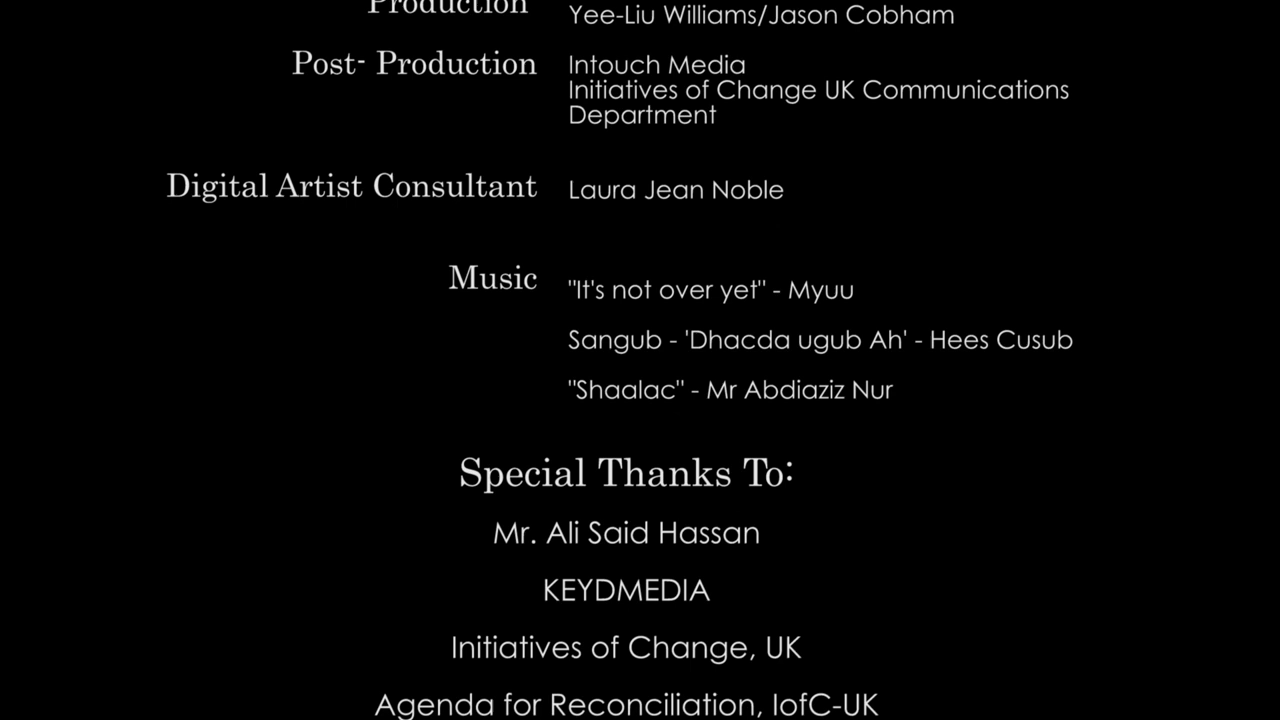 Production
Yee-Liu Williams/Jason Cobham
Post- Production
Intouch Media
Initiatives of Change UK Communications
Department
Digital Artist Consultant
Laura Jean Noble
Music
"It's not over yet" - Myuu
Sangub - 'Dhacda ugub Ah' - Hees Cusub
"Shaalac" - Mr Abdiaziz Nur
Special Thanks To:
Mr. Ali Said Hassan
KEYDMEDIA
Initiatives of Change, UK
Agenda for Reconciliation, IofC-UK